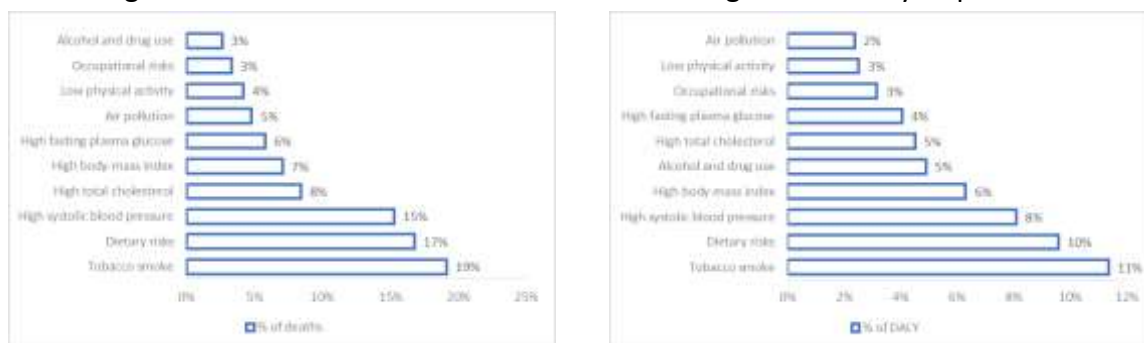 Alcohol and drug use 3%
Occupational risks 3%
Low physical activity 4%
Air pollution 5%
High fasting plasma glucose 6%
High body mass index 7%
High total cholesterol 8%
High systolic blood pressure 15%
Dietary risks 17%
Tobacco smoke 19%
0% 5% 10% 15% 20% 25%
% of deaths
Air pollution 2%
Low physical activity 3%
Occupational risks 3%
High fasting plasma glucose 4%
High total cholesterol 5%
Alcohol and drug use 5%
High body mass index 6%
High systolic blood pressure 8%
Dietary risks 10%
Tobacco smoke 11%
0% 2% 4% 6% 8% 10% 12%
% of DALY